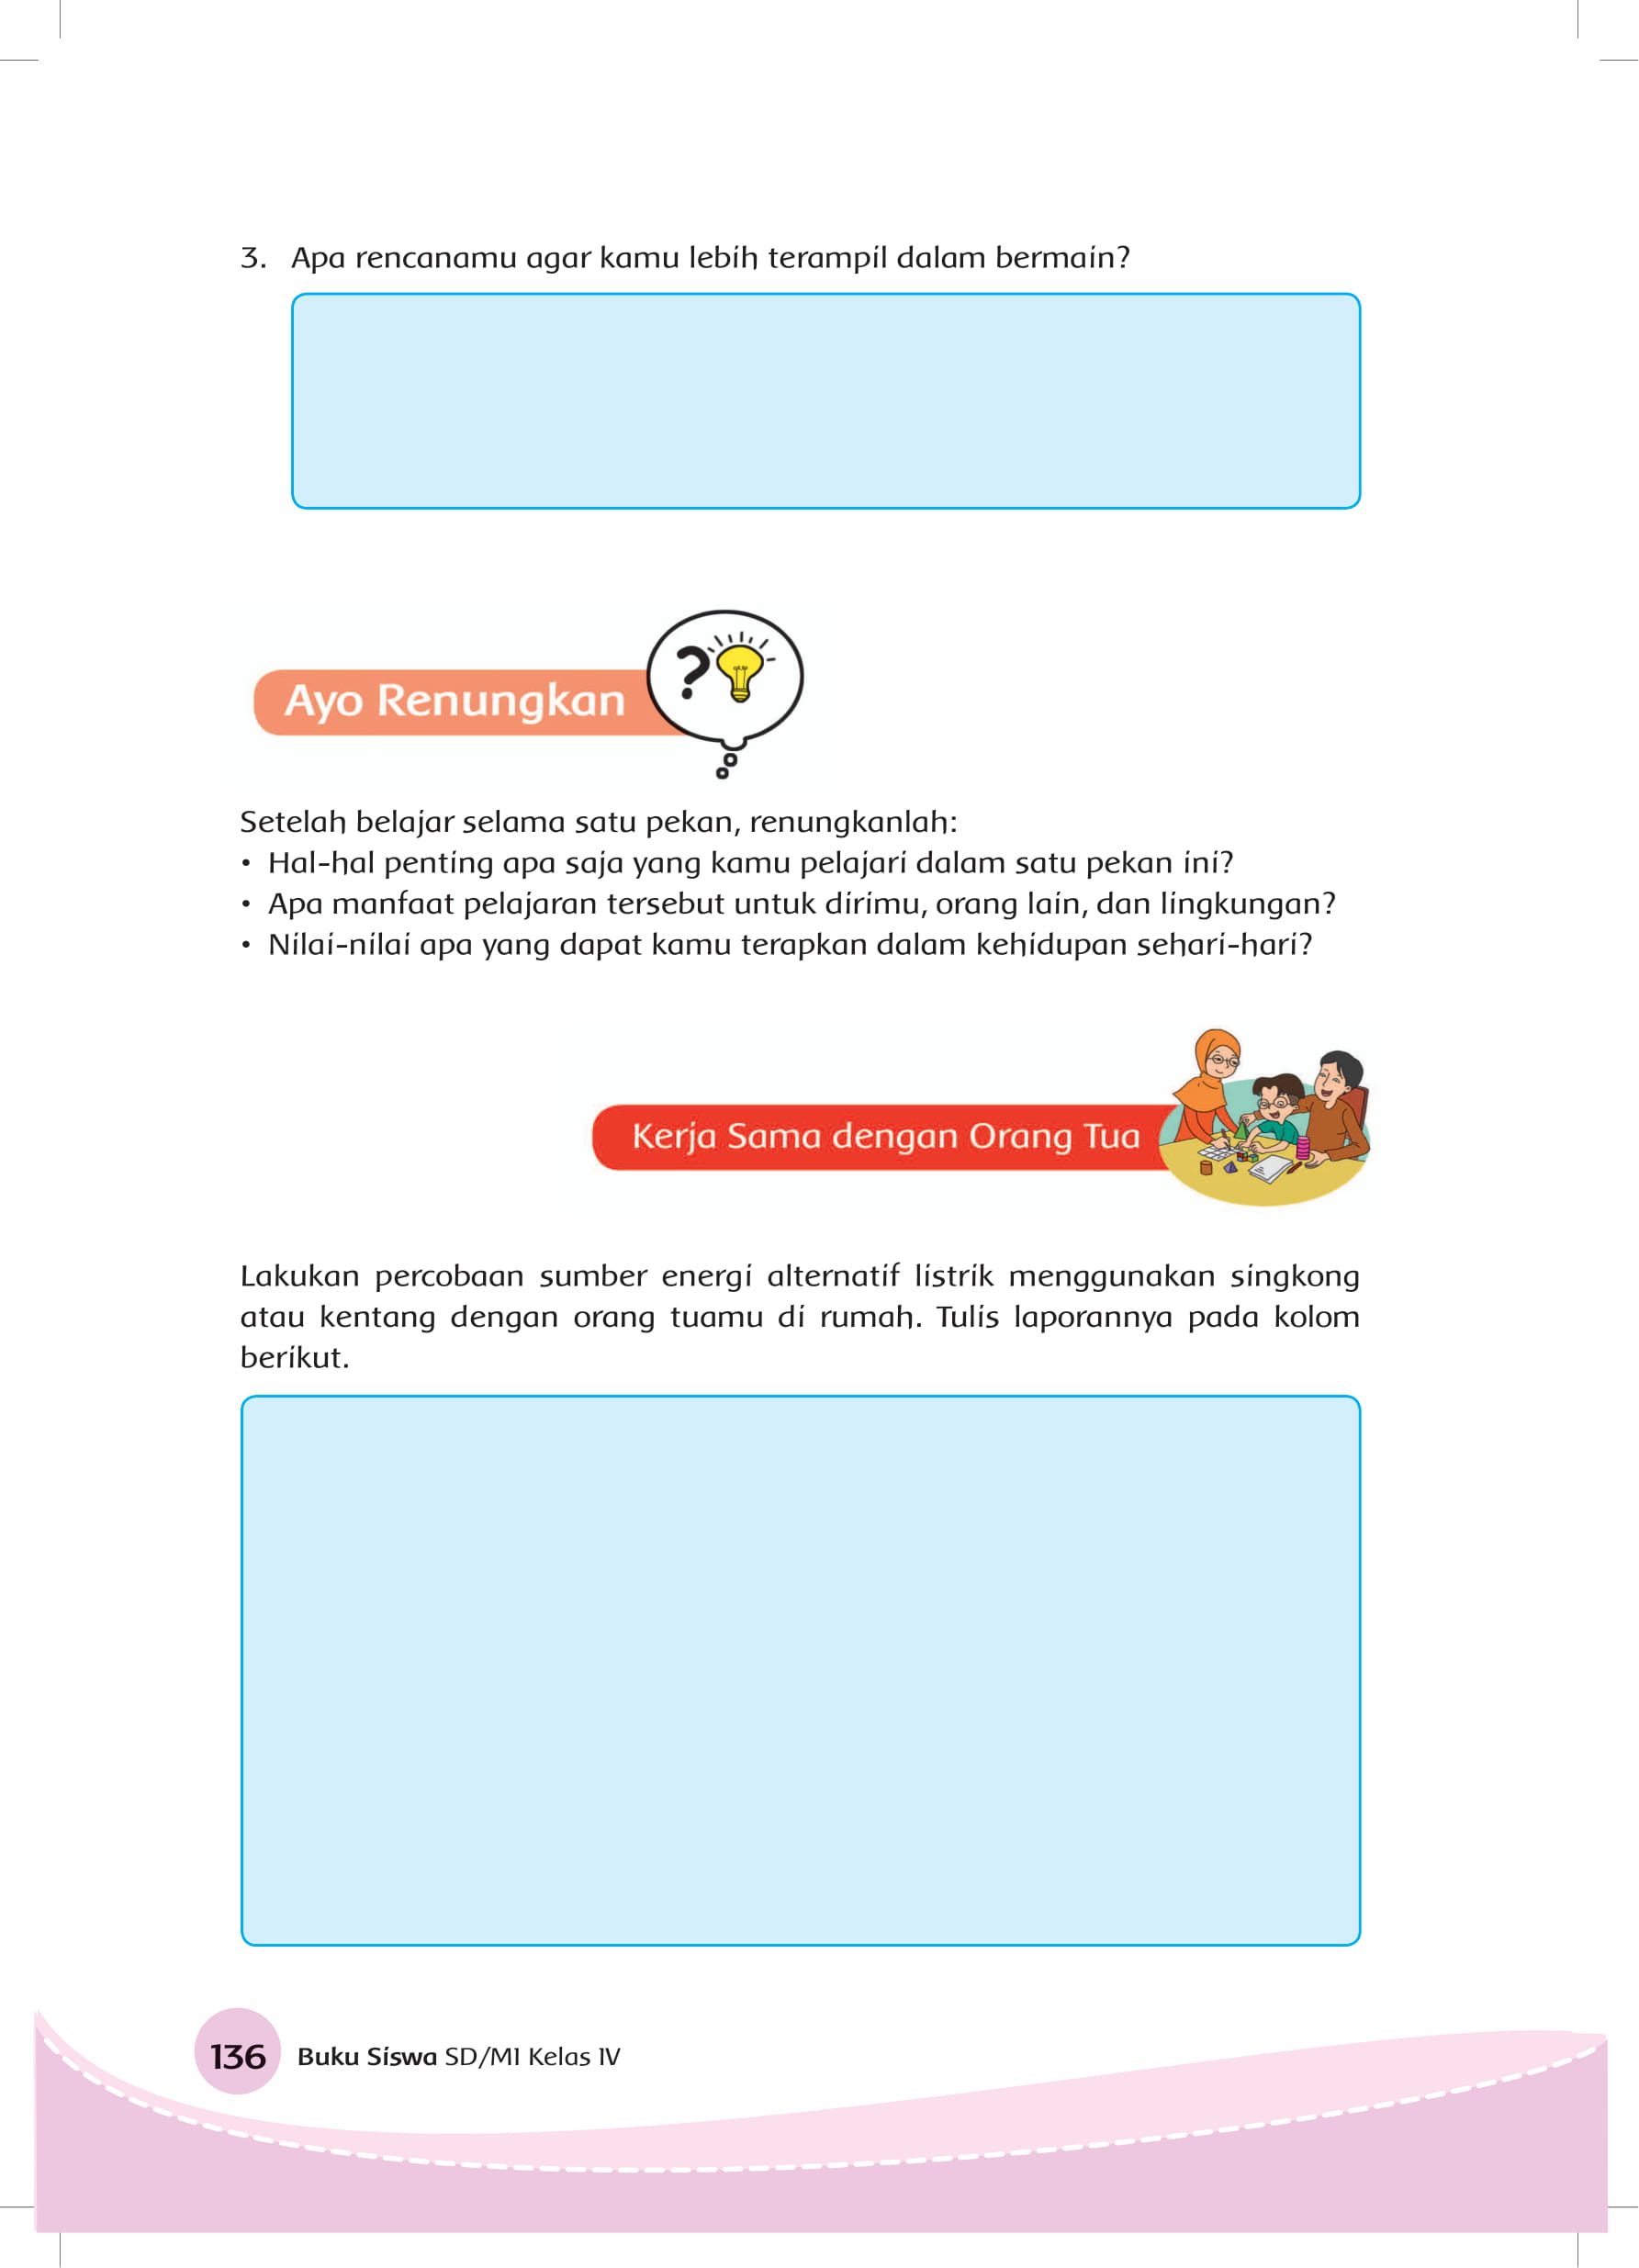 3. Apa rencanamu agar kamu lebih terampil dalam bermain?
?
Ayo Renungkan
Setelah belajar selama satu pekan, renungkanlah:
• Hal-hal penting apa saja yang kamu pelajari dalam satu pekan ini?
• Apa manfaat pelajaran tersebut untuk dirimu, orang lain, dan lingkungan?
• Nilai-nilai apa yang dapat kamu terapkan dalam kehidupan sehari-hari?
Kerja Sama dengan Orang Tua
Lakukan percobaan sumber energi alternatif listrik menggunakan singkong
atau kentang dengan orang tuamu di rumah. Tulis laporannya pada kolom
berikut.
136 Buku Siswa SD/MI Kelas IV